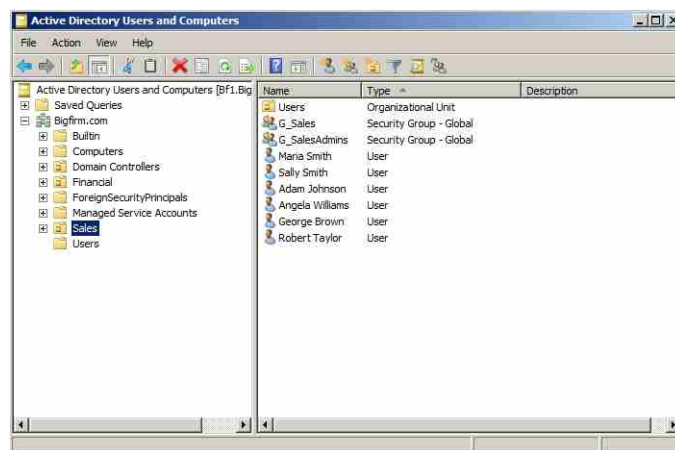 Active Directory Users and Computers
File Action View Help
Active Directory Users and Computers [Bf1.Big
Saved Queries
Bigfirm.com
Builtin
Computers
Domain Controllers
Financial
ForeignSecurityPrincipals
Managed Service Accounts
Sales
Users
Name Type Description
Users Organizational Unit
G_Sales Security Group - Global
G_SalesAdmins Security Group - Global
Maria Smith User
Sally Smith User
Adam Johnson User
Angela Williams User
George Brown User
Robert Taylor User